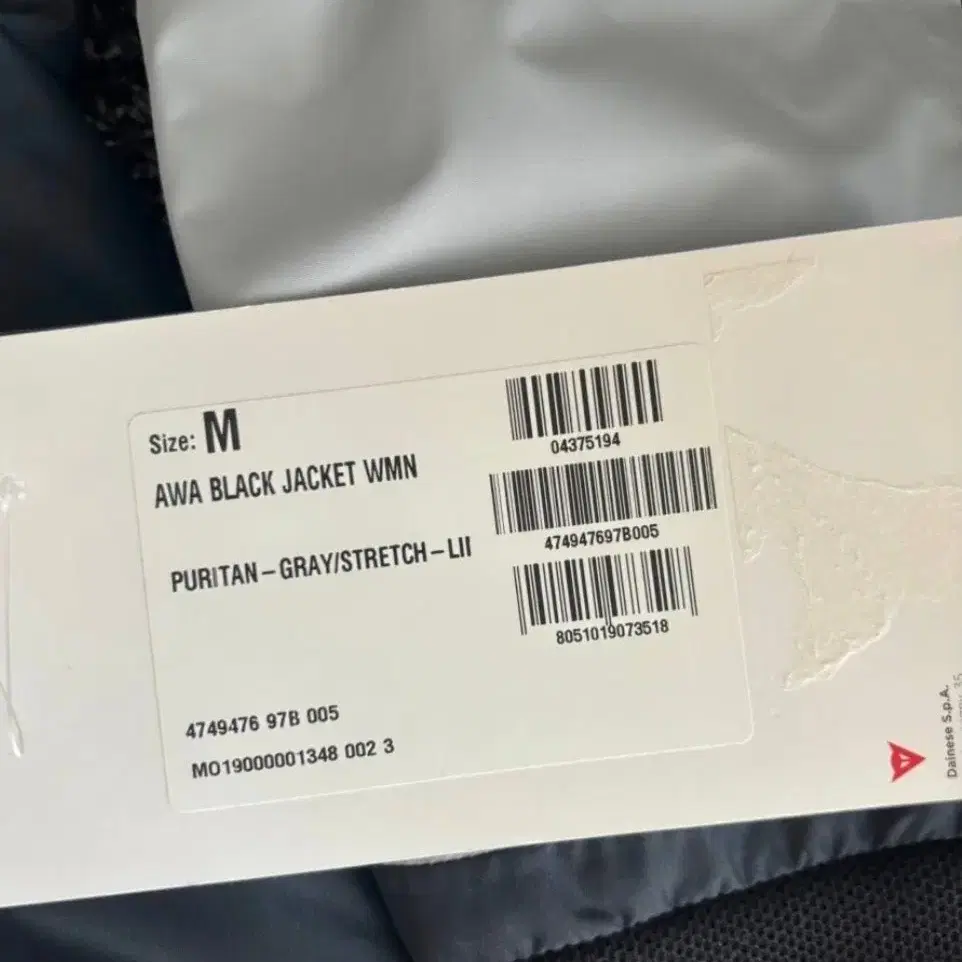 Size: M
AWA BLACK JACKET WMN
PURITAN-GRAY/STRETCH-LII
04375194
474947697B005
8051019073518
4749476 97B 005
MO19000001348 002 3
Dainese S.p.A.
35